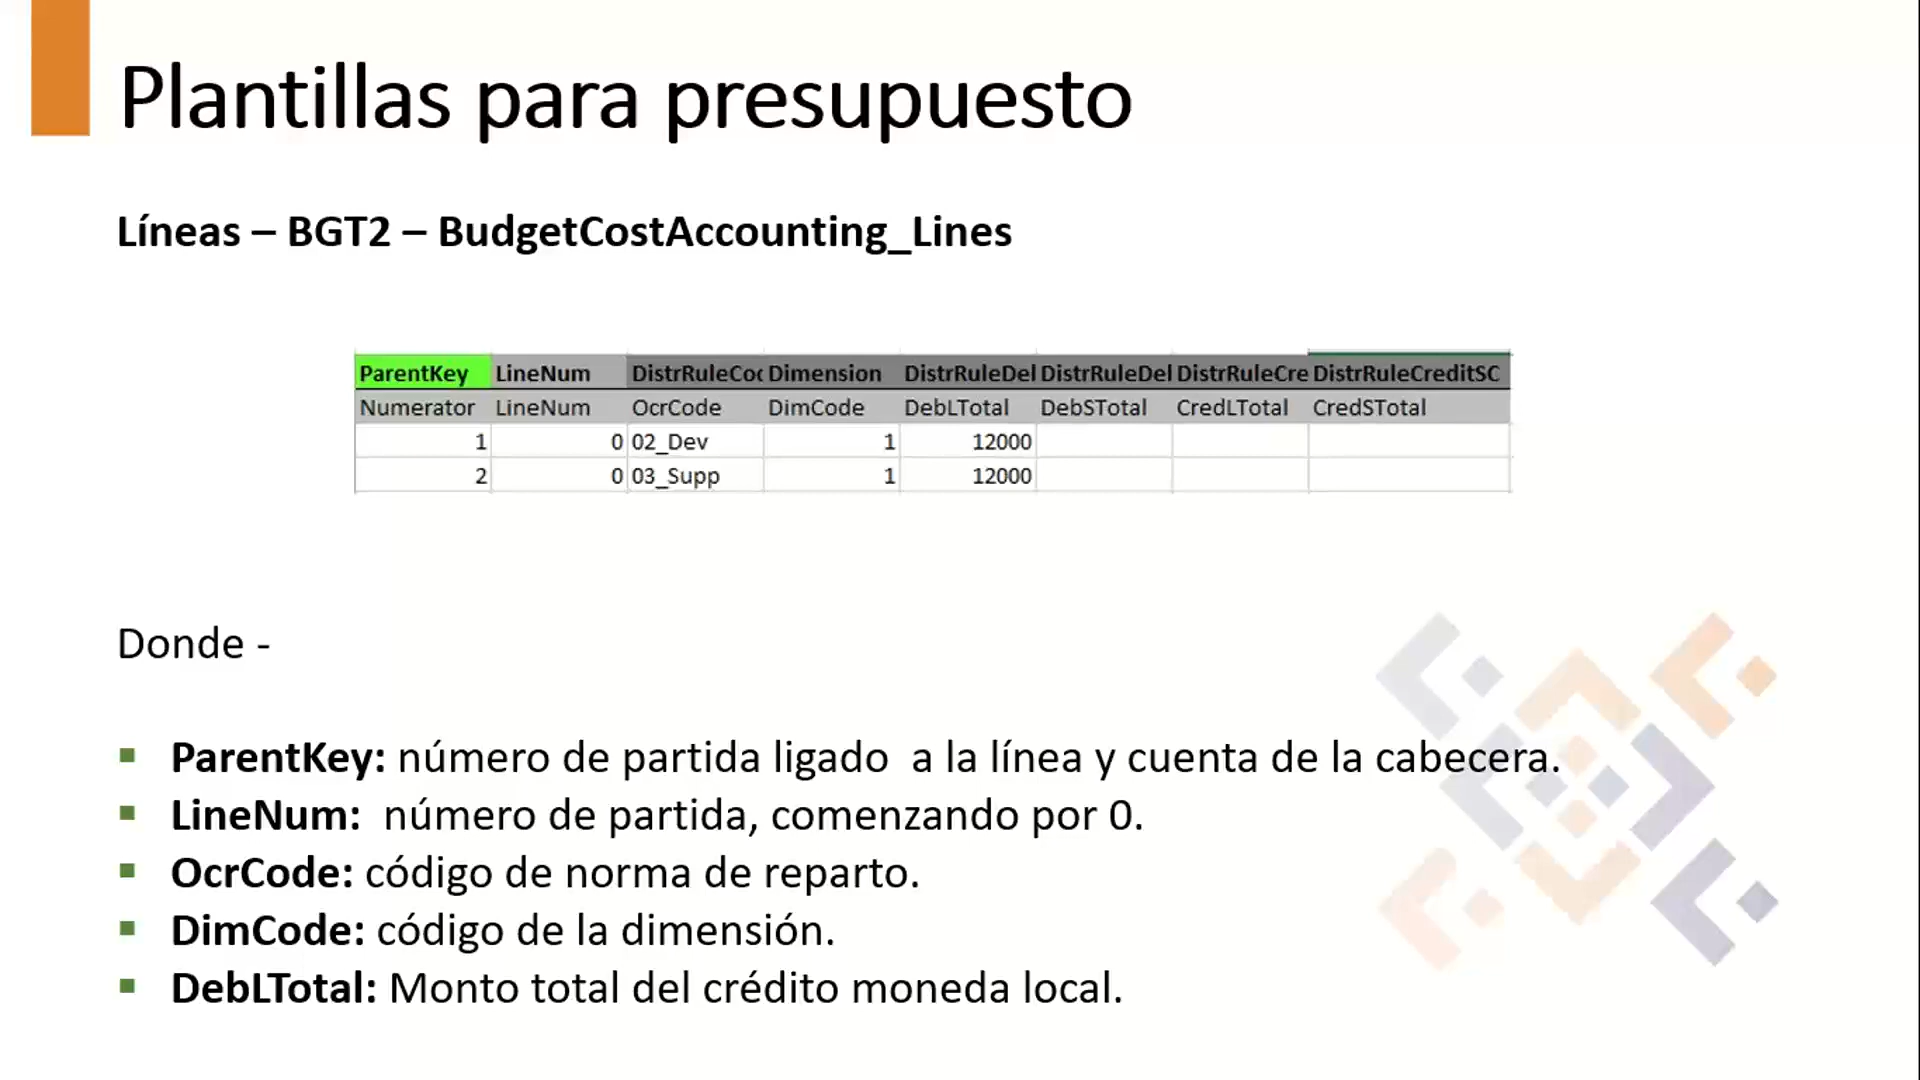 Plantillas para presupuesto
Líneas – BGT2 – BudgetCostAccounting_Lines
ParentKey LineNum DistrRuleCoc Dimension DistrRuleDel DistrRuleDel DistrRuleCre DistrRuleCreditSC
Numerator LineNum OcrCode DimCode DebLTotal DebSTotal CredLTotal CredSTotal
1 0 02_Dev 1 12000
2 0 03_Supp 1 12000
Donde -
ParentKey: número de partida ligado  a la línea y cuenta de la cabecera.
LineNum:  número de partida, comenzando por 0.
OcrCode: código de norma de reparto.
DimCode: código de la dimensión.
DebLTotal: Monto total del crédito moneda local.